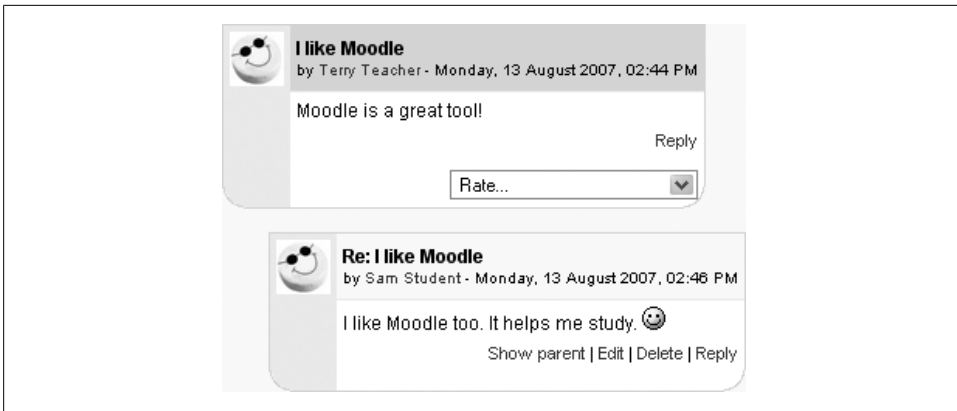 I like Moodle
by Terry Teacher - Monday, 13 August 2007, 02:44 PM
Moodle is a great tool!
Reply
Rate...
Re: I like Moodle
by Sam Student - Monday, 13 August 2007, 02:46 PM
I like Moodle too. It helps me study.
Show parent | Edit | Delete | Reply